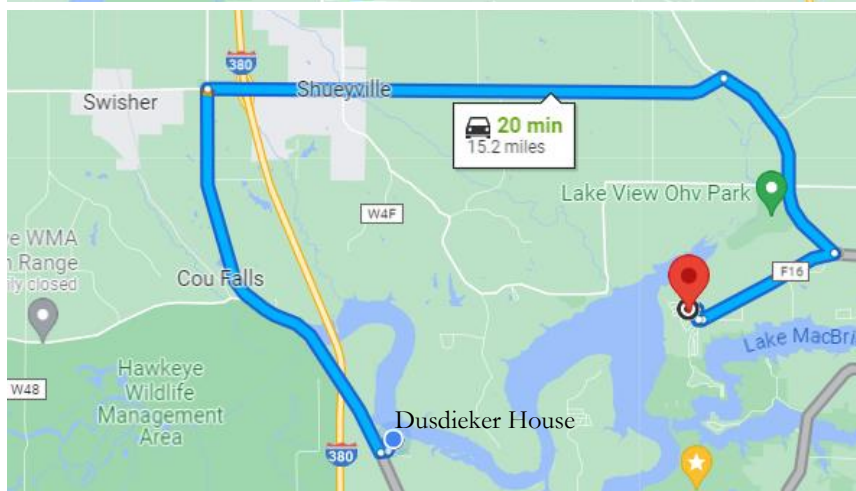 380
Swisher
Shueyville
20 min
15.2 miles
Lake View Ohv Park
W4F
e WMA
n Range
ily closed
Cou Falls
F16
Lake MacBri
Hawkeye
Wildlife
Management
Area
W48
Dusdieker House
380